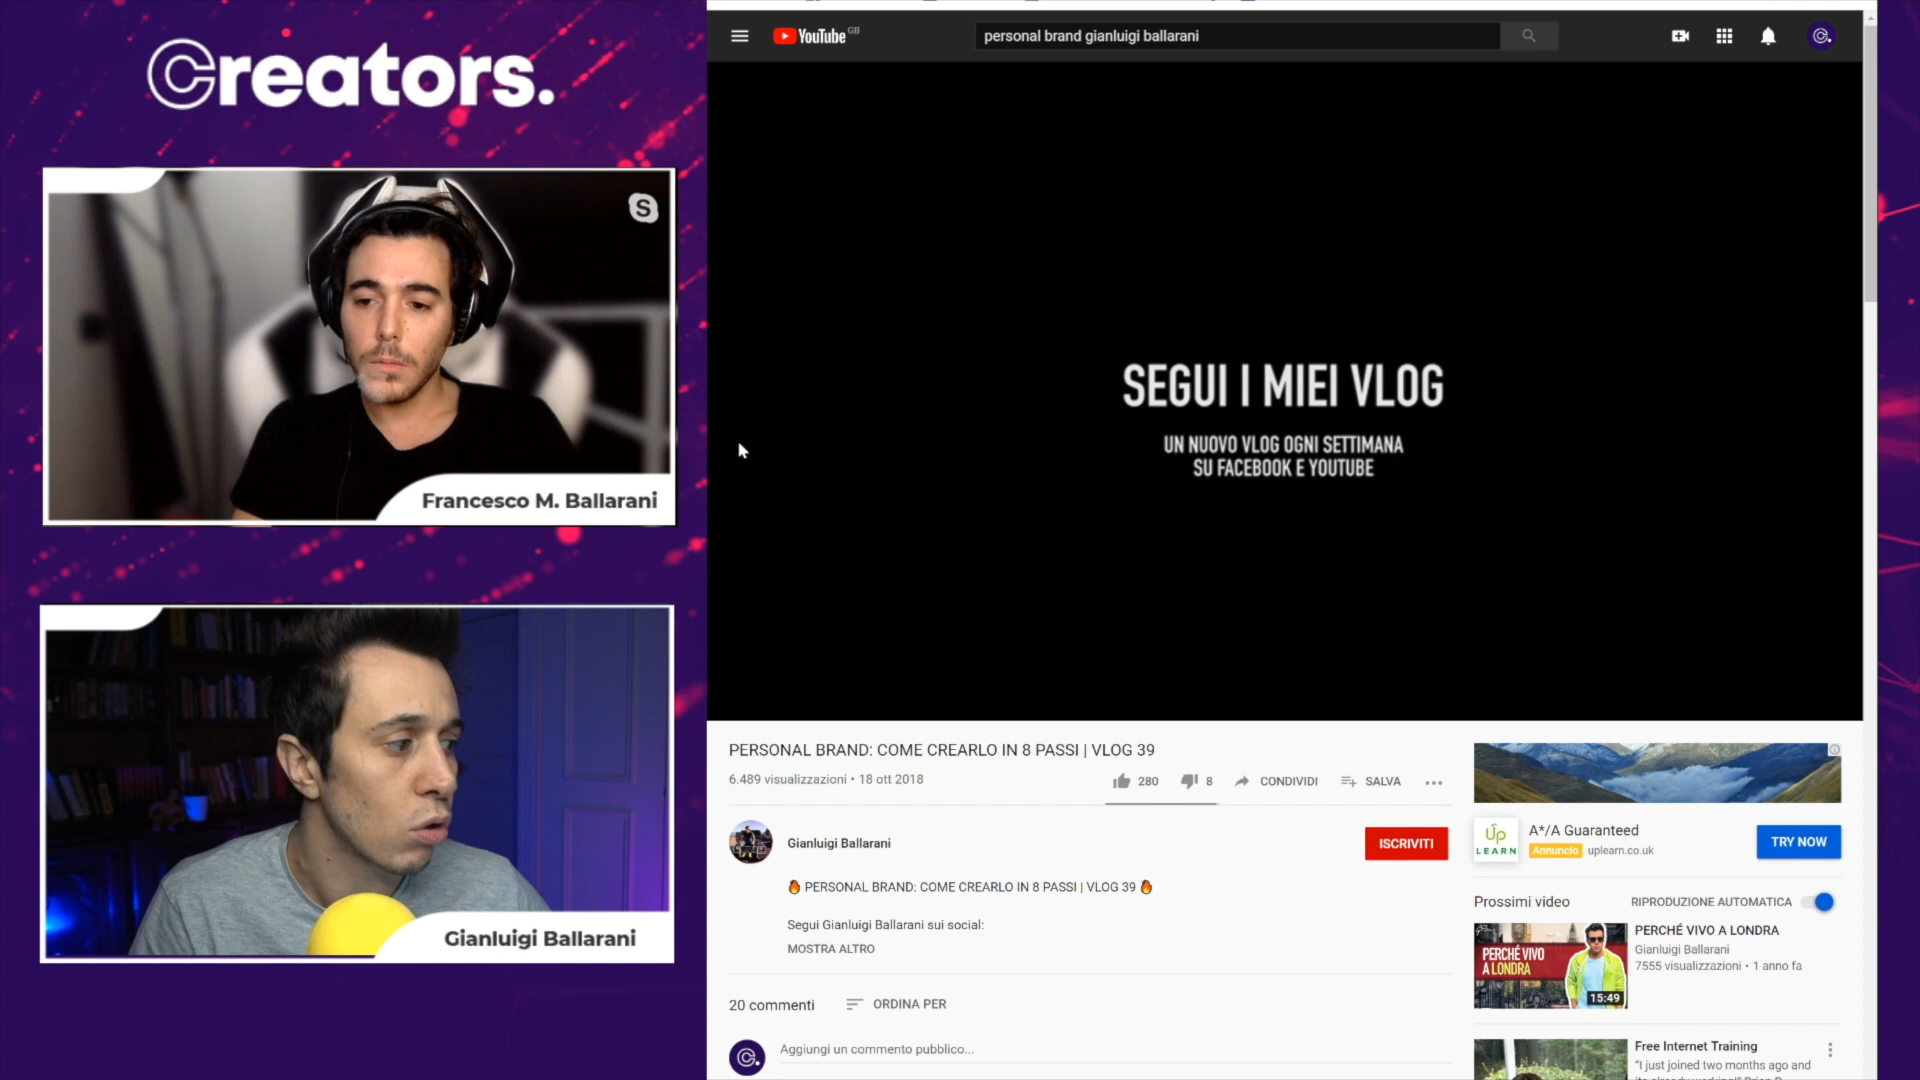 Creators.
Francesco M. Ballarani
Gianluigi Ballarani
YouTube GB
personal brand gianluigi ballarani
SEGUI I MIEI VLOG
UN NUOVO VLOG OGNI SETTIMANA
SU FACEBOOK E YOUTUBE
PERSONAL BRAND: COME CREARLO IN 8 PASSI | VLOG 39
6.489 visualizzazioni • 18 ott 2018
280
8
CONDIVIDI
SALVA
Gianluigi Ballarani
ISCRIVITI
🔥 PERSONAL BRAND: COME CREARLO IN 8 PASSI | VLOG 39 🔥
Segui Gianluigi Ballarani sui social:
MOSTRA ALTRO
20 commenti
ORDINA PER
Aggiungi un commento pubblico...
Up
LEARN
A*/A Guaranteed
Annuncio uplearn.co.uk
TRY NOW
Prossimi video
RIPRODUZIONE AUTOMATICA
PERCHÉ VIVO
A LONDRA
15:49
PERCHÉ VIVO A LONDRA
Gianluigi Ballarani
7555 visualizzazioni • 1 anno fa
Free Internet Training
"I just joined two months ago and